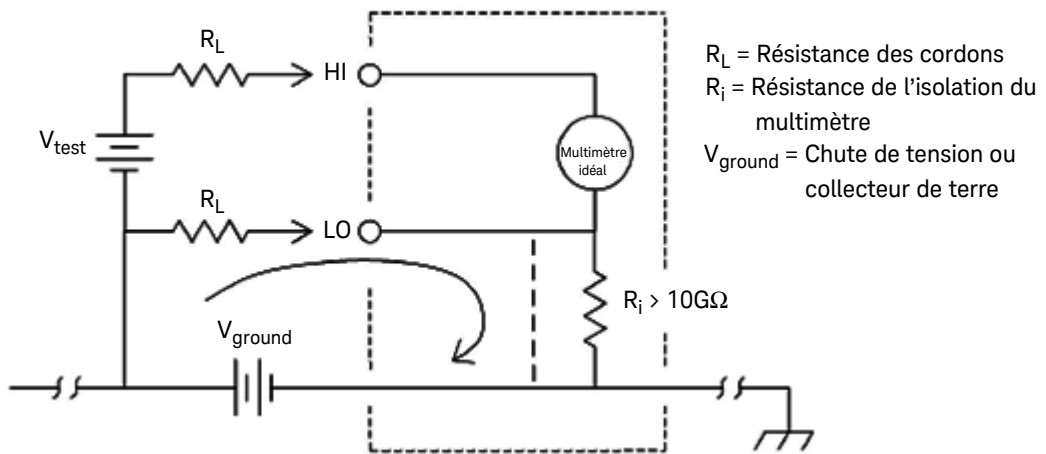 R_L
HI
V_test
Multimètre
idéal
R_L
LO
R_i > 10GΩ
V_ground
R_L = Résistance des cordons
R_i = Résistance de l'isolation du
multimètre
V_ground = Chute de tension ou
collecteur de terre